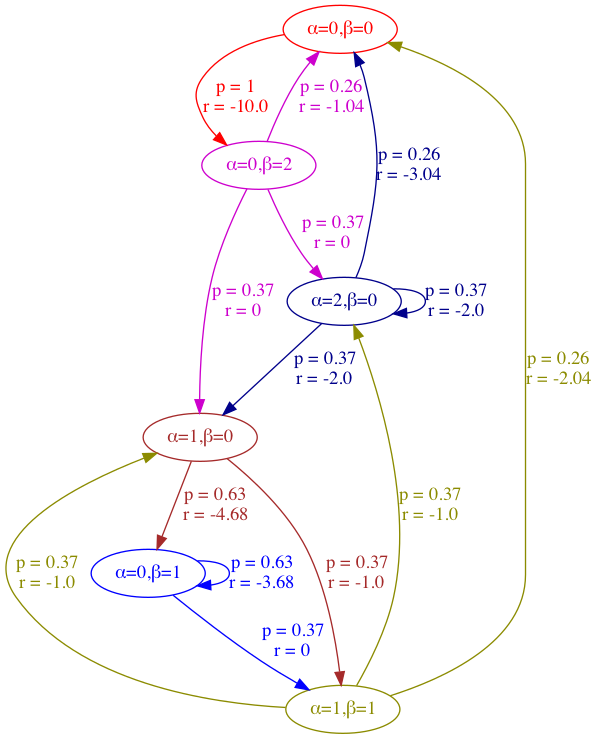 α=0,β=0
p = 1
r = -10.0
p = 0.26
r = -1.04
p = 0.26
r = -3.04
α=0,β=2
p = 0.37
r = 0
p = 0.37
r = 0
α=2,β=0
p = 0.37
r = -2.0
p = 0.37
r = -2.0
p = 0.26
r = -2.04
α=1,β=0
p = 0.63
r = -4.68
p = 0.37
r = -1.0
p = 0.37
r = -1.0
α=0,β=1
p = 0.63
r = -3.68
p = 0.37
r = -1.0
p = 0.37
r = 0
α=1,β=1